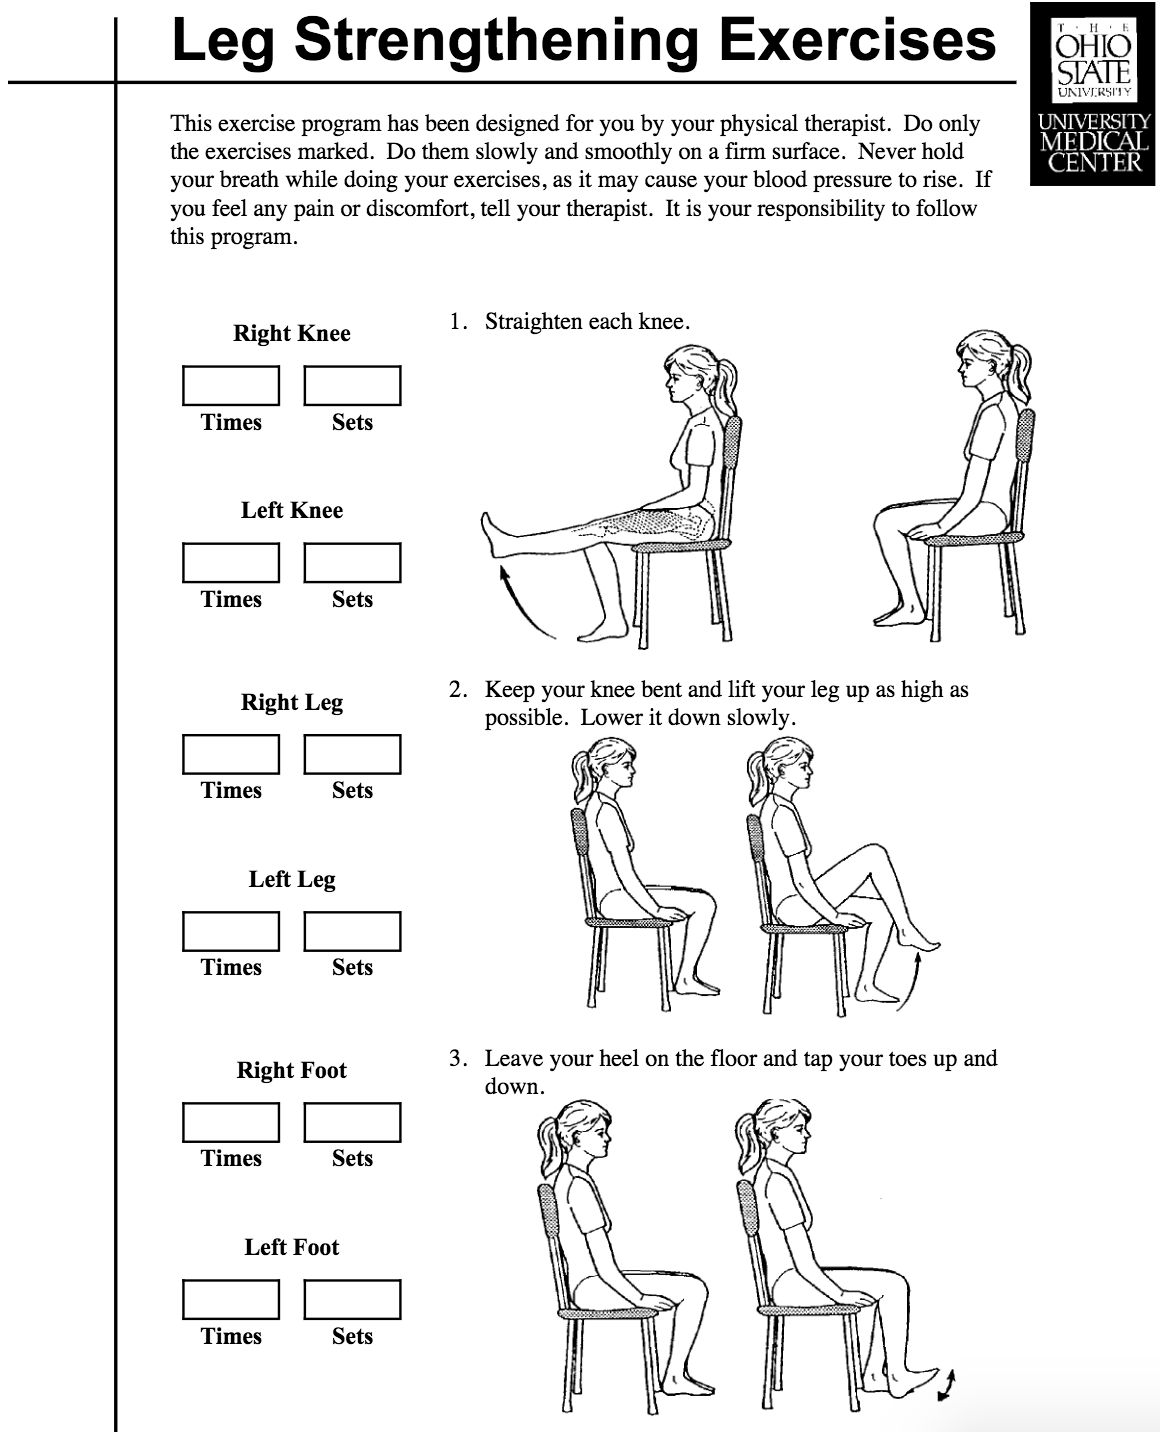 Leg Strengthening Exercises
T · H · E
OHIO
STATE
UNIVERSITY
UNIVERSITY
MEDICAL
CENTER
This exercise program has been designed for you by your physical therapist.  Do only
the exercises marked.  Do them slowly and smoothly on a firm surface.  Never hold
your breath while doing your exercises, as it may cause your blood pressure to rise.  If
you feel any pain or discomfort, tell your therapist.  It is your responsibility to follow
this program.
Right Knee
Times Sets
Left Knee
Times Sets
1. Straighten each knee.
Right Leg
Times Sets
Left Leg
Times Sets
2. Keep your knee bent and lift your leg up as high as
possible.  Lower it down slowly.
Right Foot
Times Sets
Left Foot
Times Sets
3. Leave your heel on the floor and tap your toes up and
down.